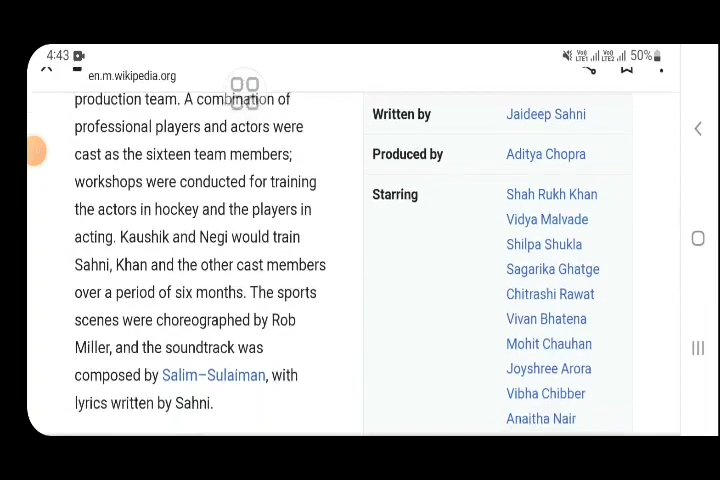 4:43
Vo) LTE1 Vo) LTE2 50%
en.m.wikipedia.org
production team. A combination of
professional players and actors were
cast as the sixteen team members;
workshops were conducted for training
the actors in hockey and the players in
acting. Kaushik and Negi would train
Sahni, Khan and the other cast members
over a period of six months. The sports
scenes were choreographed by Rob
Miller, and the soundtrack was
composed by Salim–Sulaiman, with
lyrics written by Sahni.
Written by Jaideep Sahni
Produced by Aditya Chopra
Starring Shah Rukh Khan
Vidya Malvade
Shilpa Shukla
Sagarika Ghatge
Chitrashi Rawat
Vivan Bhatena
Mohit Chauhan
Joyshree Arora
Vibha Chibber
Anaitha Nair